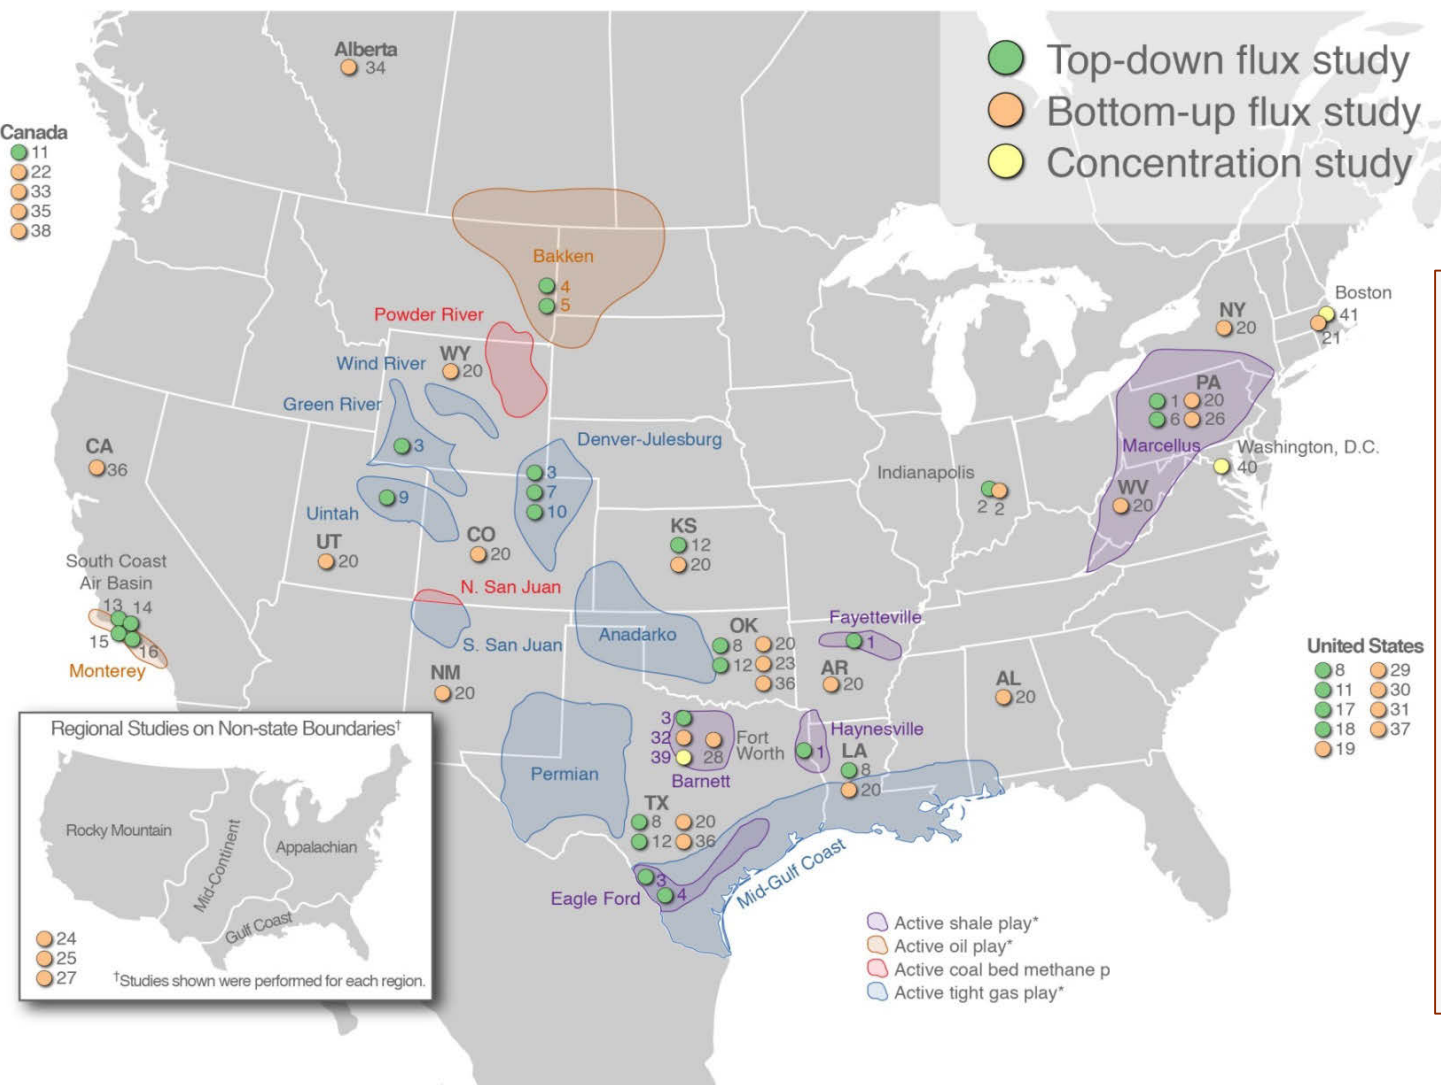 Top-down flux study
Bottom-up flux study
Concentration study
Alberta
34
Canada
11
22
33
35
38
Bakken
4
5
Powder River
Wind River
WY
20
Green River
3
Denver-Julesburg
3
7
10
Uintah
9
CA
36
UT
20
CO
20
KS
12
20
South Coast
Air Basin
13 14
15
16
Monterey
N. San Juan
S. San Juan
NM
20
Anadarko
OK
8 20
12 23
36
Fayetteville
1
AR
20
AL
20
Indianapolis
2 2
NY
20
Boston
41
21
PA
1 20
6 26
Marcellus
Washington, D.C.
40
WV
20
United States
8 29
11 30
17 31
18 37
19
Permian
3
32
39
28
Fort
Worth
Barnett
Haynesville
1
LA
8
20
TX
8 20
12 36
Eagle Ford
3
4
Mid-Gulf Coast
Regional Studies on Non-state Boundaries†
Rocky Mountain
Mid-Continent
Appalachian
Gulf Coast
24
25
27
†Studies shown were performed for each region.
Active shale play*
Active oil play*
Active coal bed methane p
Active tight gas play*